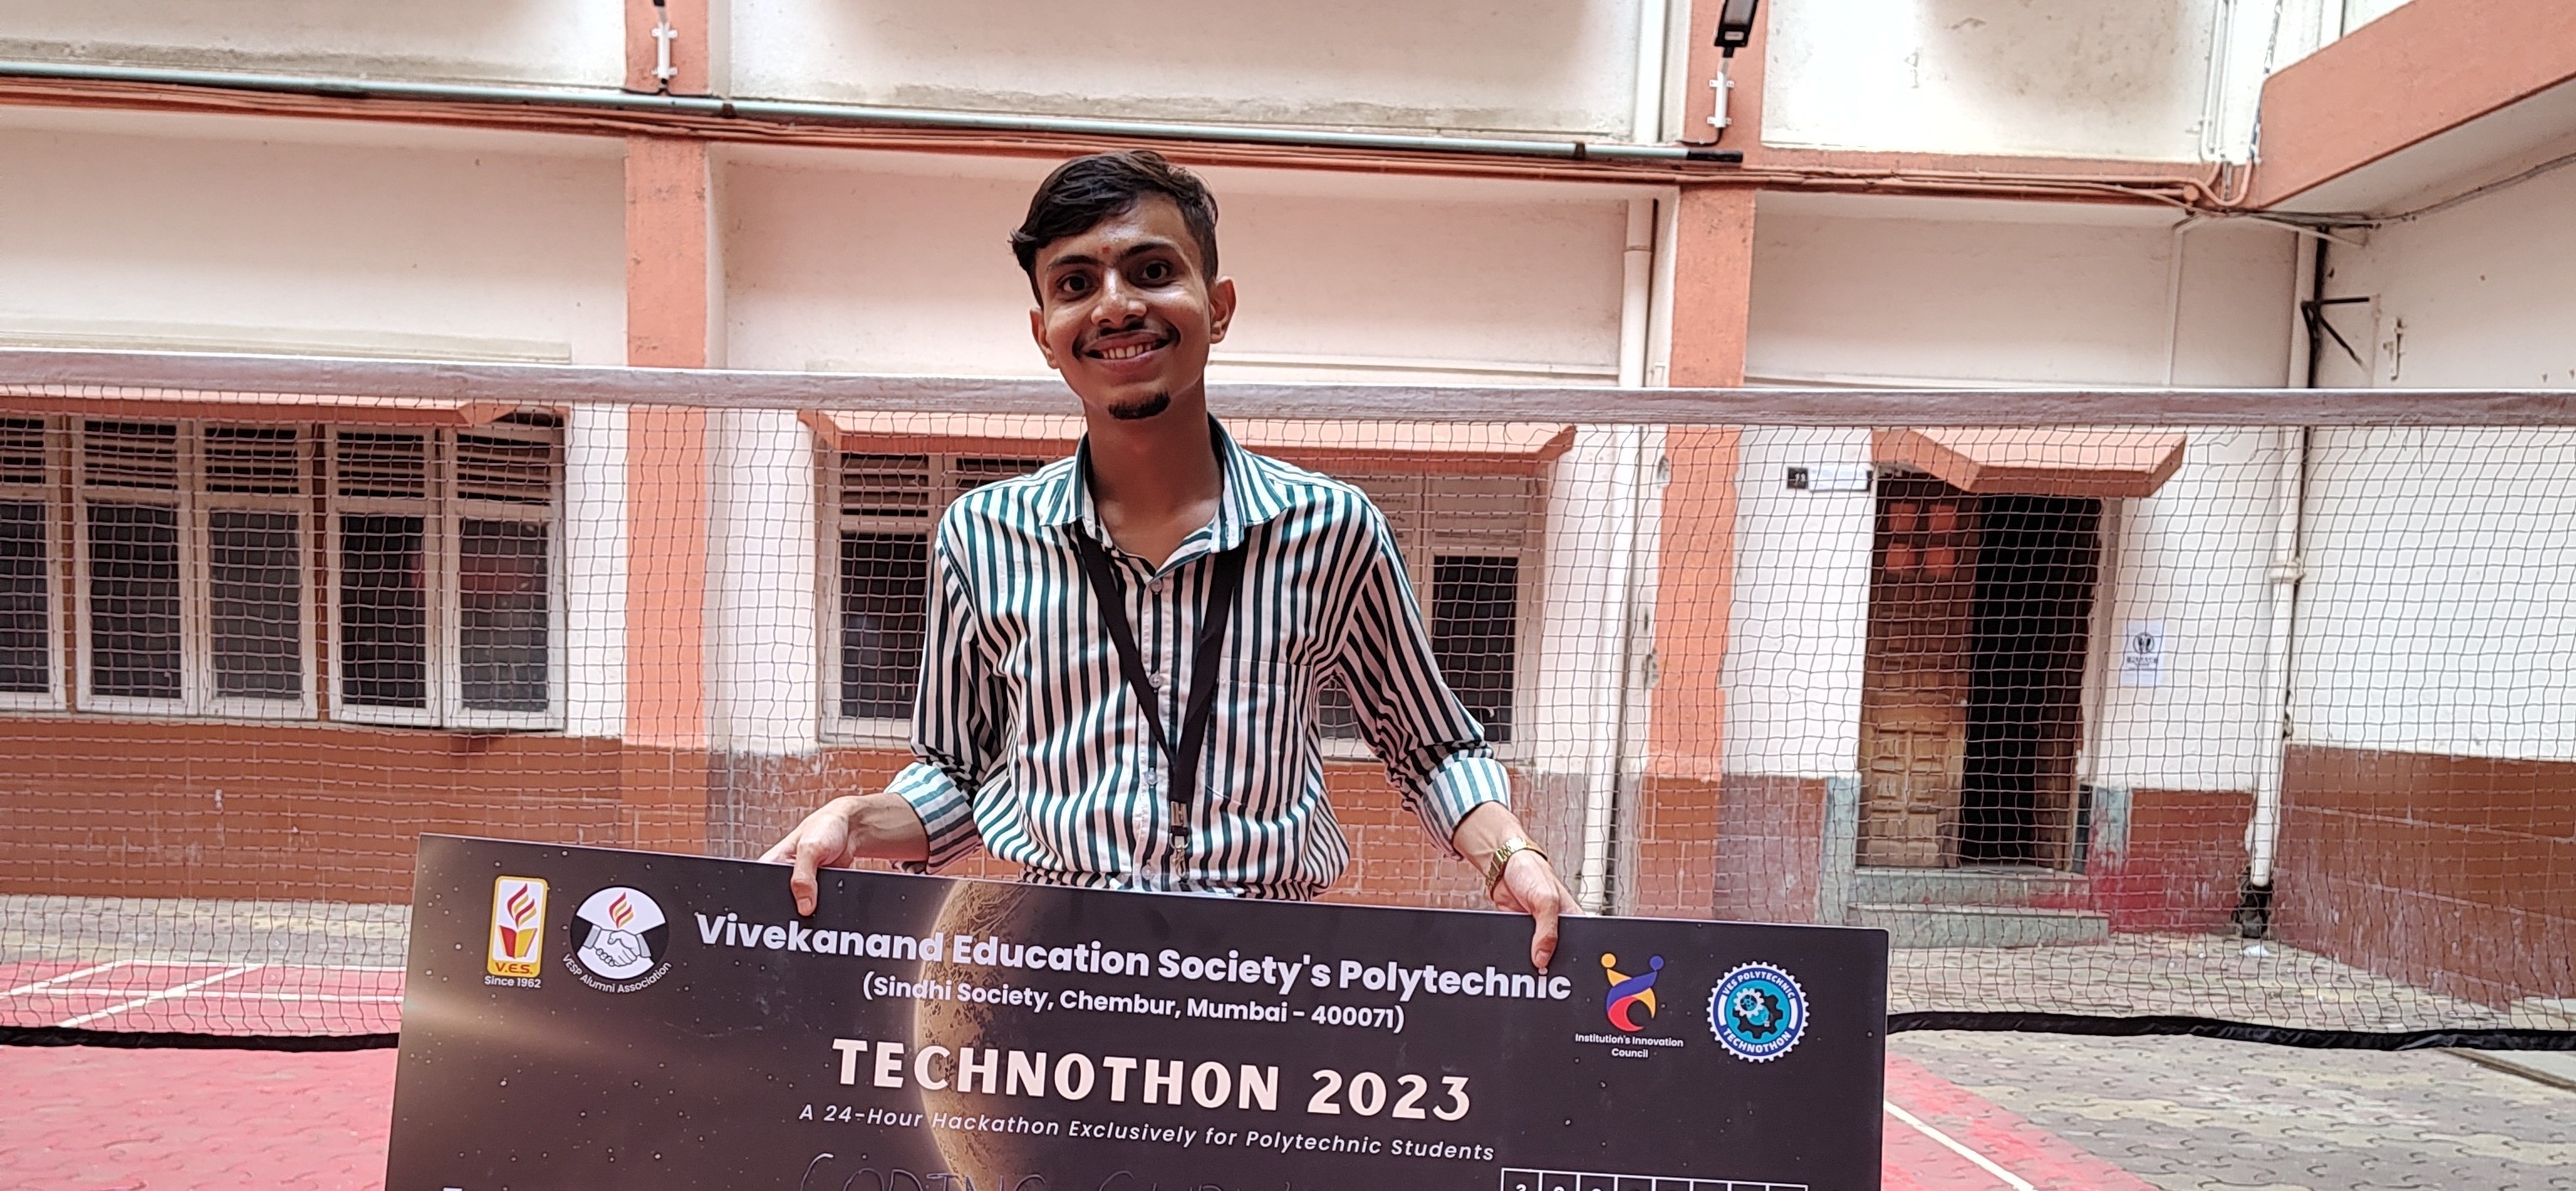 V.E.S.
Since 1962
VESP Alumni Association
Vivekanand Education Society's Polytechnic
(Sindhi Society, Chembur, Mumbai - 400071)
Institution's Innovation
Council
VES POLYTECHNIC
TECHNOTHON
TECHNOTHON 2023
A 24-Hour Hackathon Exclusively for Polytechnic Students
CODING